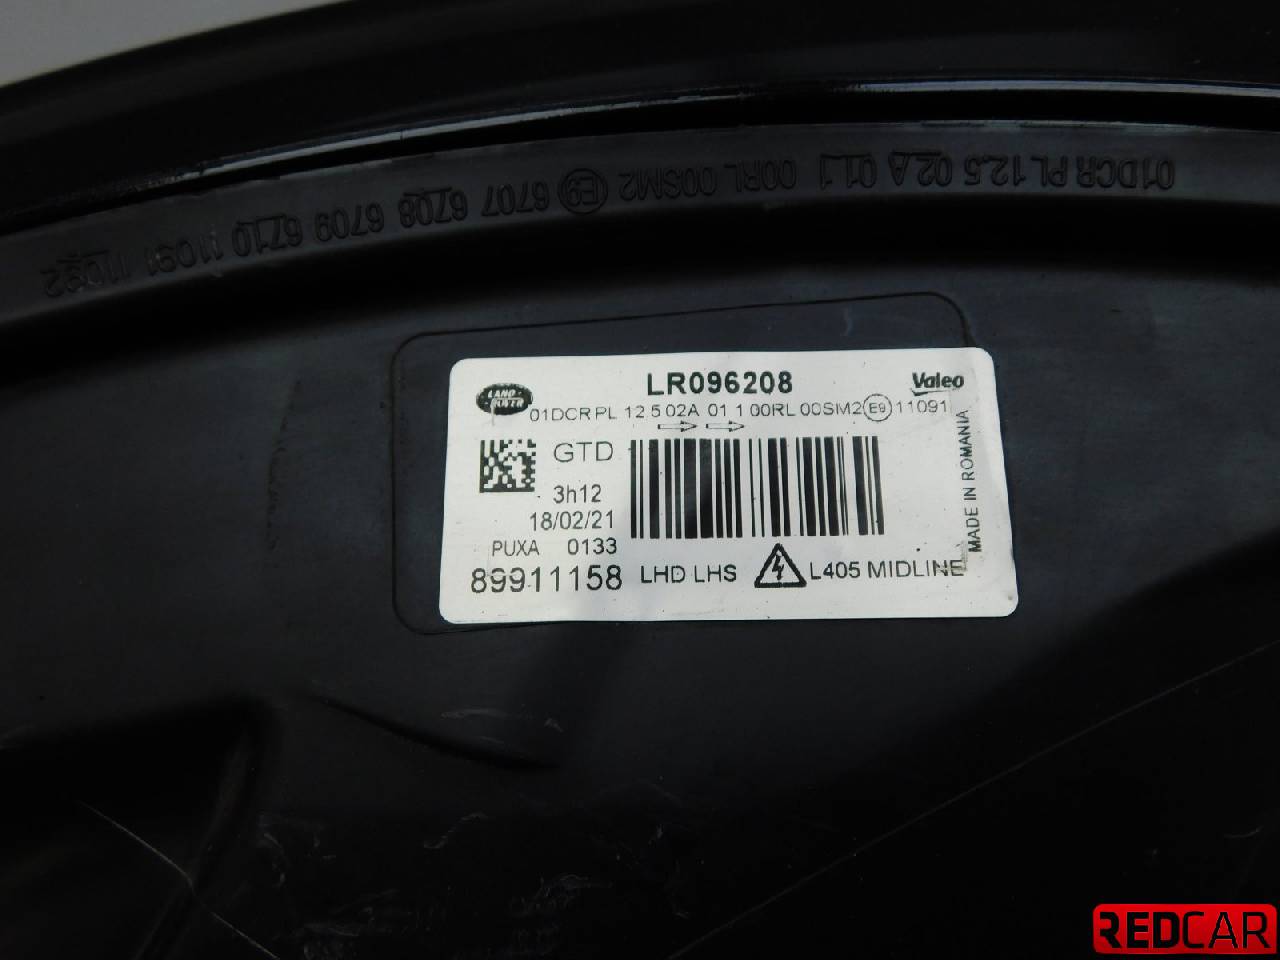 01DCR PL 12.5 02A 01 1 00RL 00SM2 E9 6707 6708 6709 6710 11091 11092
LAND ROVER
LR096208
Valeo
01DCR PL 12.5 02A 01 1 00RL 00SM2 E9 11091
GTD
3h12
18/02/21
PUXA 0133
89911158
LHD LHS
L405 MIDLINE
MADE IN ROMANIA
REDCAR